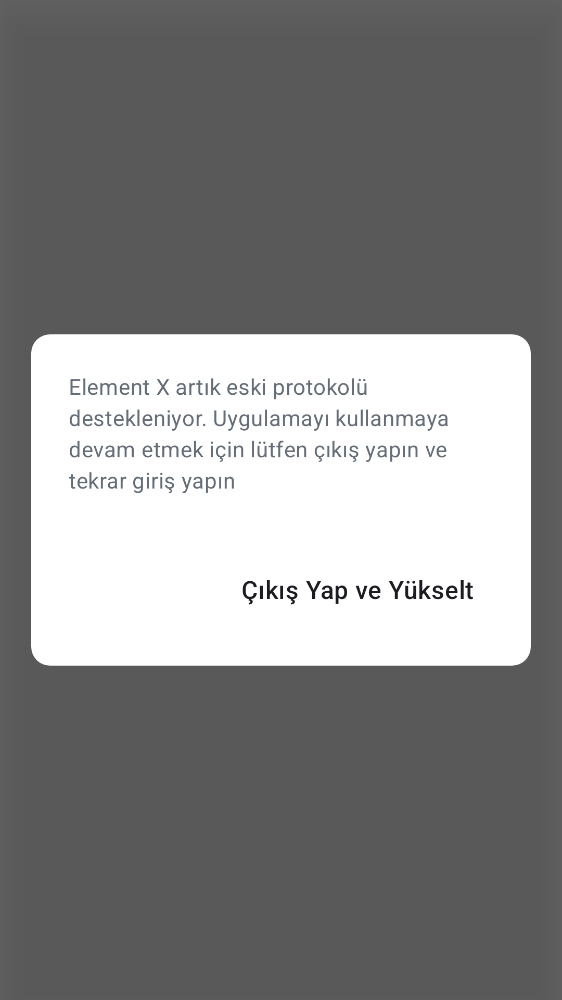 Element X artık eski protokolü
destekleniyor. Uygulamayı kullanmaya
devam etmek için lütfen çıkış yapın ve
tekrar giriş yapın
Çıkış Yap ve Yükselt